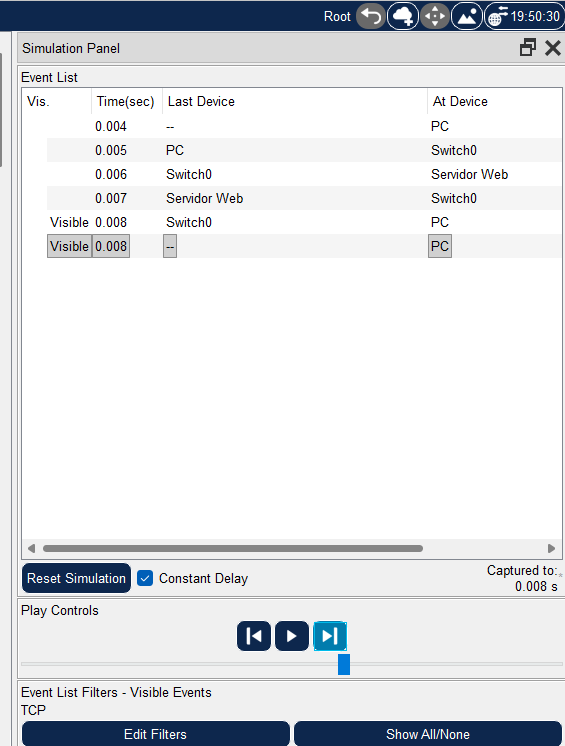 Root 19:50:30
Simulation Panel
Event List
Vis. Time(sec) Last Device At Device
0.004 -- PC
0.005 PC Switch0
0.006 Switch0 Servidor Web
0.007 Servidor Web Switch0
Visible 0.008 Switch0 PC
Visible 0.008 -- PC
Reset Simulation Constant Delay Captured to:
0.008 s
Play Controls
Event List Filters - Visible Events
TCP
Edit Filters Show All/None